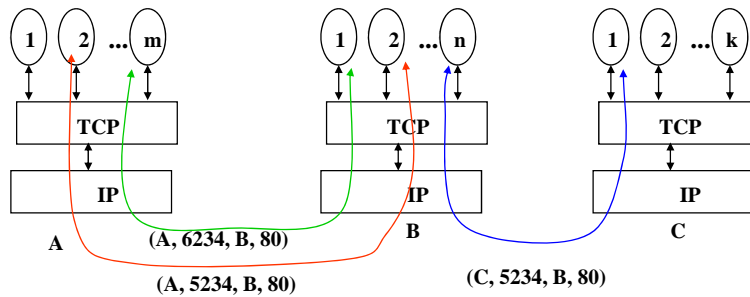 1 2 ... m 1 2 ... n 1 2 ... k
TCP TCP TCP
IP IP IP
A (A, 6234, B, 80) B C
(A, 5234, B, 80) (C, 5234, B, 80)